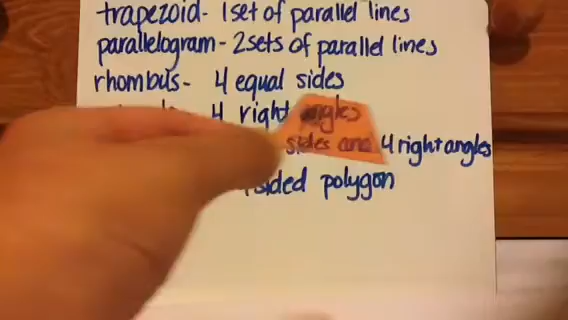 trapezoid- 1 set of parallel lines
parallelogram - 2 sets of parallel lines
rhombus- 4 equal sides
4 right angles
sides and 4 right angles
sided polygon